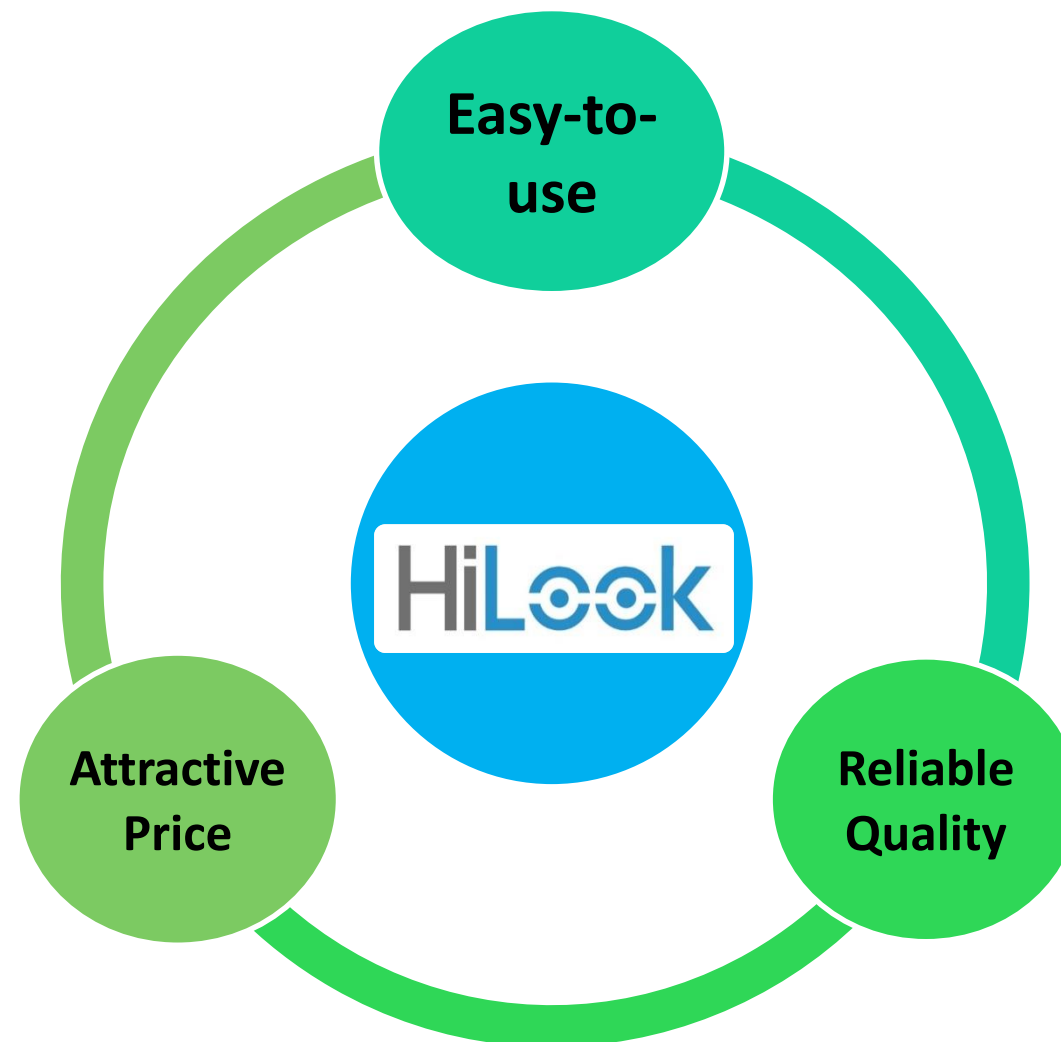 Easy-to-
use
HiLook
Attractive
Price
Reliable
Quality